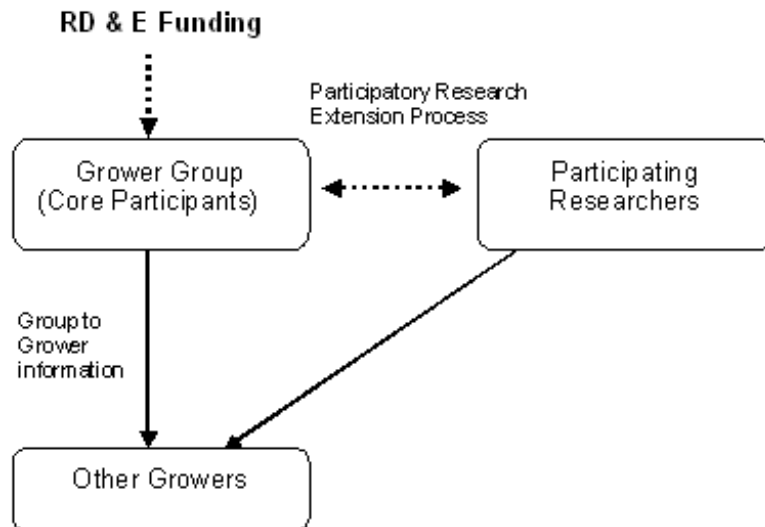 RD & E Funding
Participatory Research
Extension Process
Grower Group
(Core Participants)
Participating
Researchers
Group to
Grower
information
Other Growers